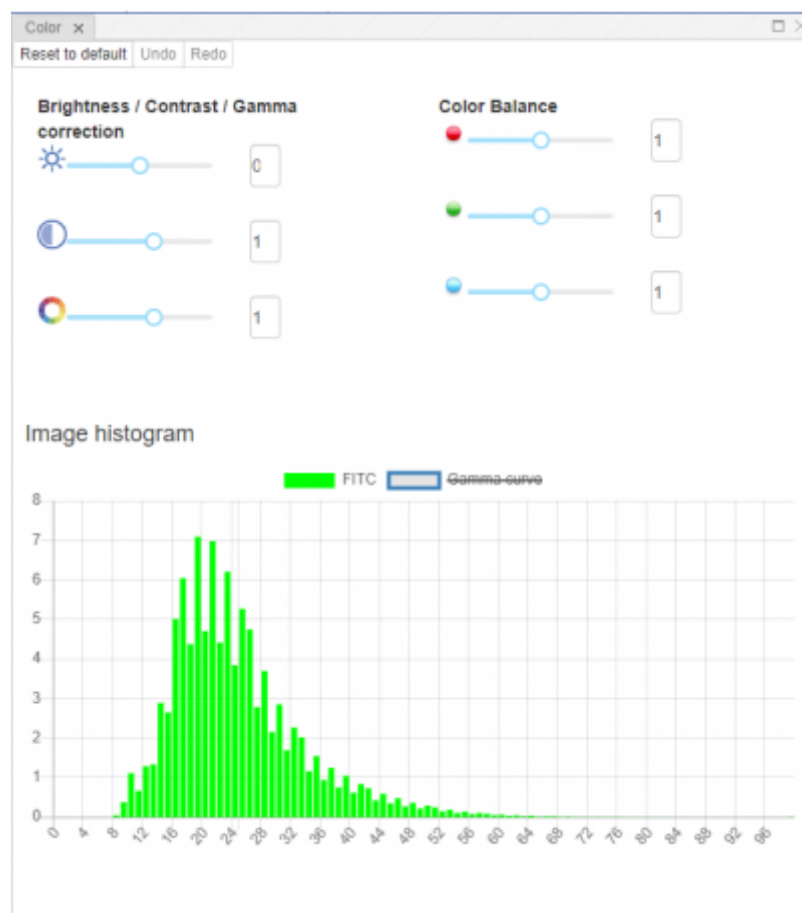 Color x
Reset to default Undo Redo
Brightness / Contrast / Gamma
correction
0
1
1
Color Balance
1
1
1
Image histogram
FITC Gamma curve
8
7
6
5
4
3
2
1
0
0 4 8 12 16 20 24 28 32 36 40 44 48 52 56 60 64 68 72 76 80 84 88 92 96